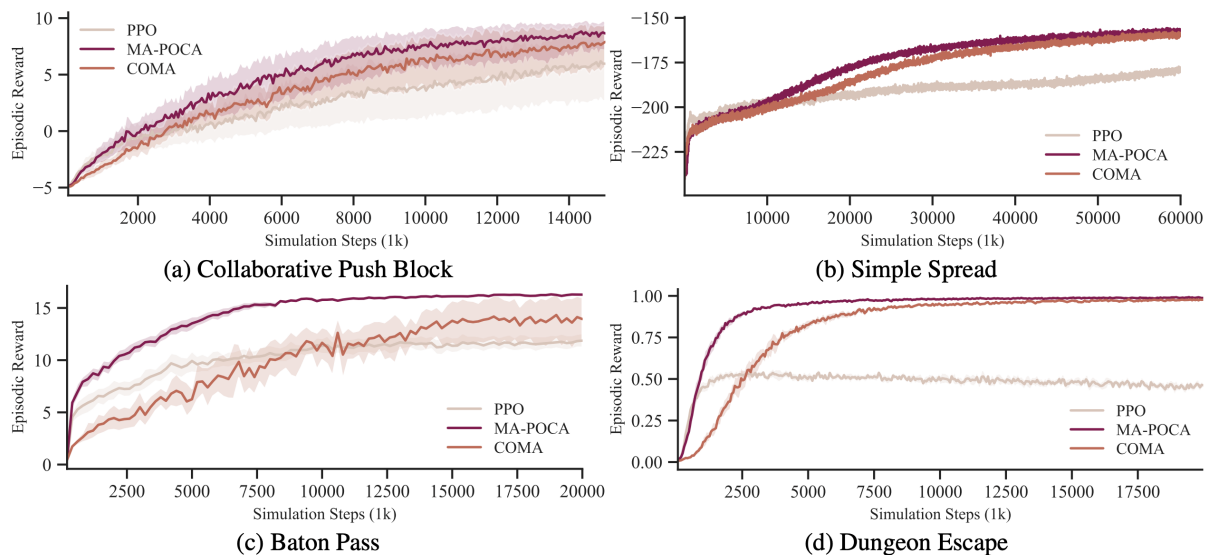 Episodic Reward
10
5
0
−5
PPO
MA-POCA
COMA
2000 4000 6000 8000 10000 12000 14000
Simulation Steps (1k)
(a) Collaborative Push Block
Episodic Reward
−150
−175
−200
−225
PPO
MA-POCA
COMA
10000 20000 30000 40000 50000 60000
Simulation Steps (1k)
(b) Simple Spread
Episodic Reward
15
10
5
0
PPO
MA-POCA
COMA
2500 5000 7500 10000 12500 15000 17500 20000
Simulation Steps (1k)
(c) Baton Pass
Episodic Reward
1.00
0.75
0.50
0.25
0.00
PPO
MA-POCA
COMA
2500 5000 7500 10000 12500 15000 17500
Simulation Steps (1k)
(d) Dungeon Escape